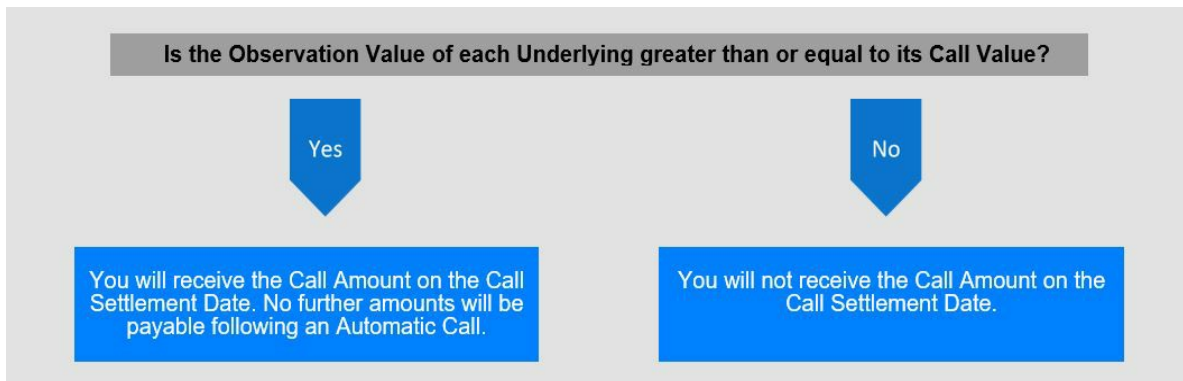 Is the Observation Value of each Underlying greater than or equal to its Call Value?
Yes
No
You will receive the Call Amount on the Call
Settlement Date. No further amounts will be
payable following an Automatic Call.
You will not receive the Call Amount on the
Call Settlement Date.